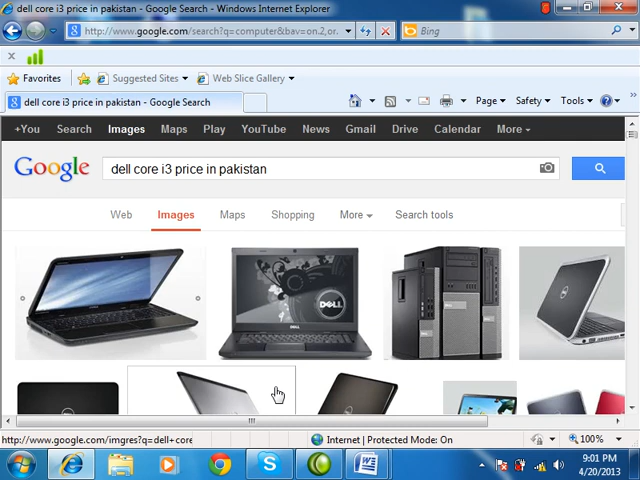 dell core i3 price in pakistan - Google Search - Windows Internet Explorer
http://www.google.com/search?q=computer&bav=on.2,or.
Bing
Favorites
Suggested Sites
Web Slice Gallery
dell core i3 price in pakistan - Google Search
Page
Safety
Tools
+You Search Images Maps Play YouTube News Gmail Drive Calendar More
Google
dell core i3 price in pakistan
Web Images Maps Shopping More Search tools
DELL
DELL
http://www.google.com/imgres?q=dell+core
Internet | Protected Mode: On
100%
9:01 PM
4/20/2013